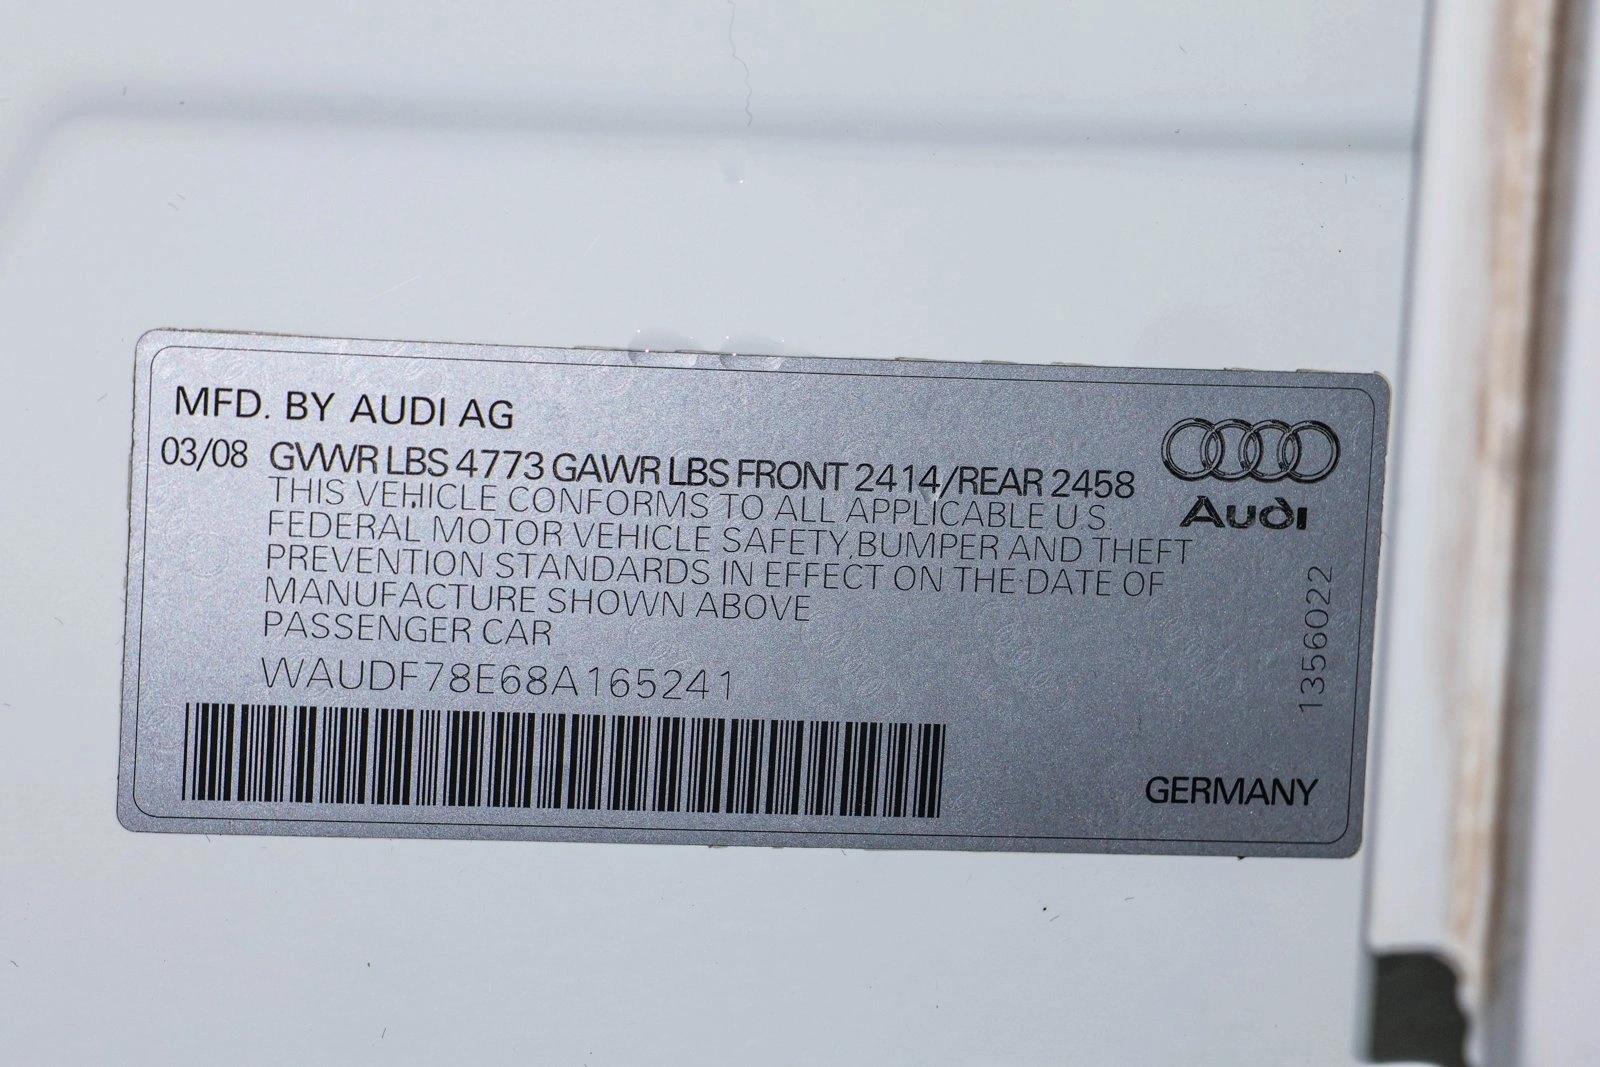 MFD. BY AUDI AG
03/08 GVWR LBS 4773 GAWR LBS FRONT 2414/REAR 2458
THIS VEHICLE CONFORMS TO ALL APPLICABLE U S.
FEDERAL MOTOR VEHICLE SAFETY, BUMPER AND THEFT
PREVENTION STANDARDS IN EFFECT ON THE DATE OF
MANUFACTURE SHOWN ABOVE
PASSENGER CAR
WAUDF78E68A165241
Audi
1356022
GERMANY